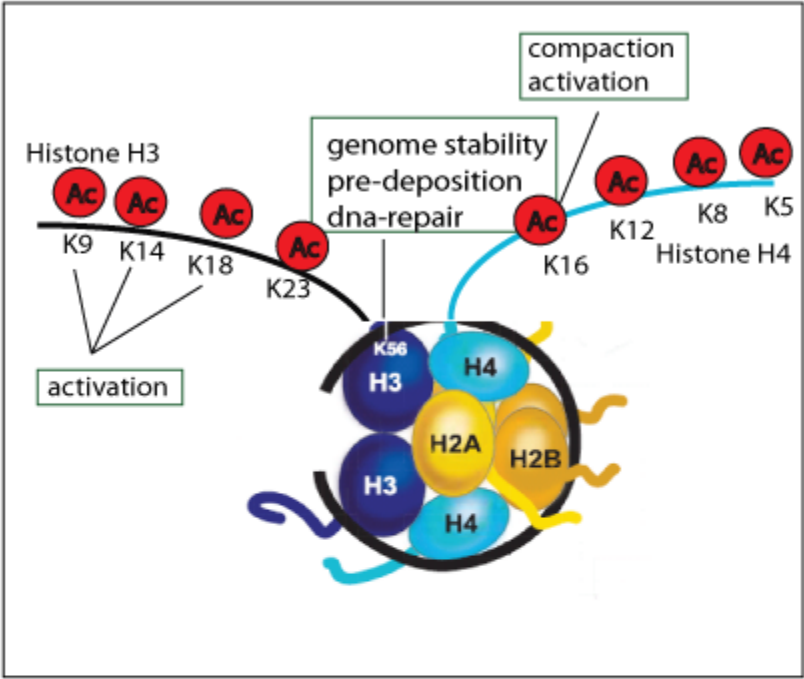 compaction
activation
genome stability
pre-deposition
dna-repair
Histone H3
Ac
Ac
Ac
Ac
Ac
Ac
Ac
Ac
K9
K14
K18
K23
K16
K12
K8
K5
Histone H4
activation
K56
H3
H4
H2A
H2B
H3
H4